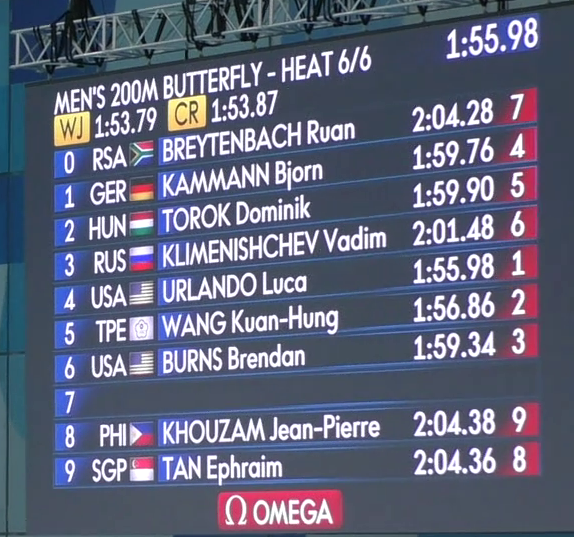 MEN'S 200M BUTTERFLY - HEAT 6/6 1:55.98
WJ 1:53.79 CR 1:53.87
0 RSA BREYTENBACH Ruan 2:04.28 7
1 GER KAMMANN Bjorn 1:59.76 4
2 HUN TOROK Dominik 1:59.90 5
3 RUS KLIMENISHCHEV Vadim 2:01.48 6
4 USA URLANDO Luca 1:55.98 1
5 TPE WANG Kuan-Hung 1:56.86 2
6 USA BURNS Brendan 1:59.34 3
7
8 PHI KHOUZAM Jean-Pierre 2:04.38 9
9 SGP TAN Ephraim 2:04.36 8
Ω OMEGA